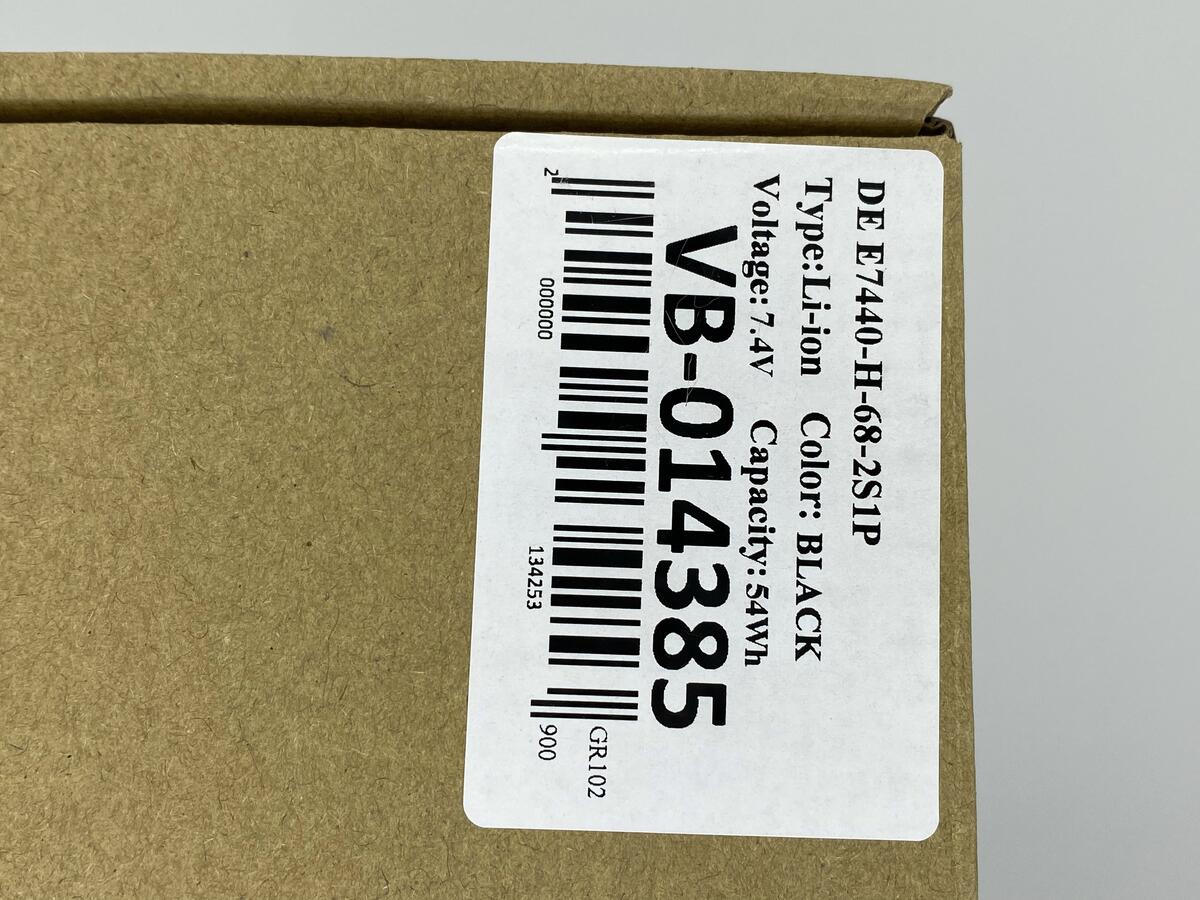 DE E7440-H-68-2S1P
Type:Li-ion Color: BLACK
Voltage: 7.4V Capacity:54Wh
VB-014385
GR102
2 000000 134253 900